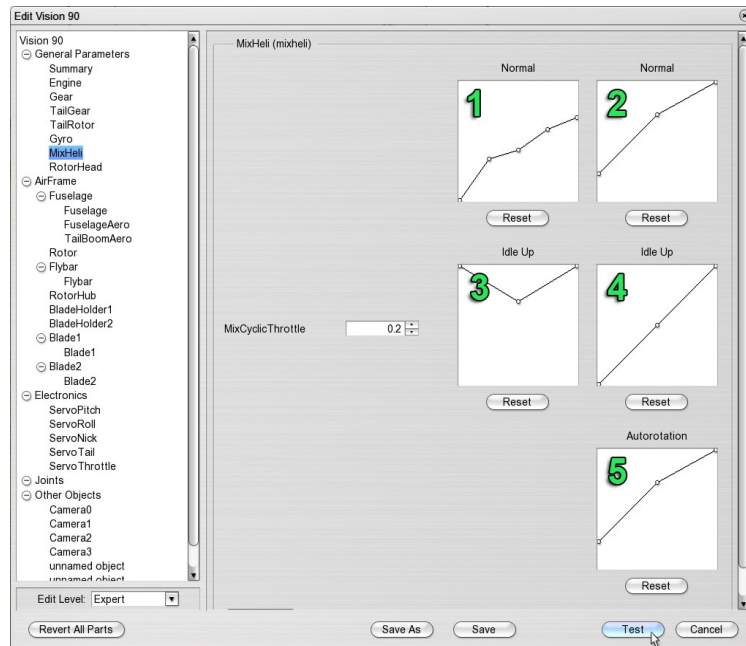 Edit Vision 90
Vision 90
General Parameters
Summary
Engine
Gear
TailGear
TailRotor
Gyro
MixHeli
RotorHead
AirFrame
Fuselage
Fuselage
FuselageAero
TailBoomAero
Rotor
Flybar
Flybar
RotorHub
BladeHolder1
BladeHolder2
Blade1
Blade1
Blade2
Blade2
Electronics
ServoPitch
ServoRoll
ServoNick
ServoTail
ServoThrottle
Joints
Other Objects
Camera0
Camera1
Camera2
Camera3
unnamed object
unnamed object
Edit Level: Expert
MixHeli (mixheli)
Normal Normal
1 2
Reset Reset
Idle Up Idle Up
3 4
MixCyclicThrottle 0.2
Reset Reset
Autorotation
5
Reset
Revert All Parts Save As Save Test Cancel